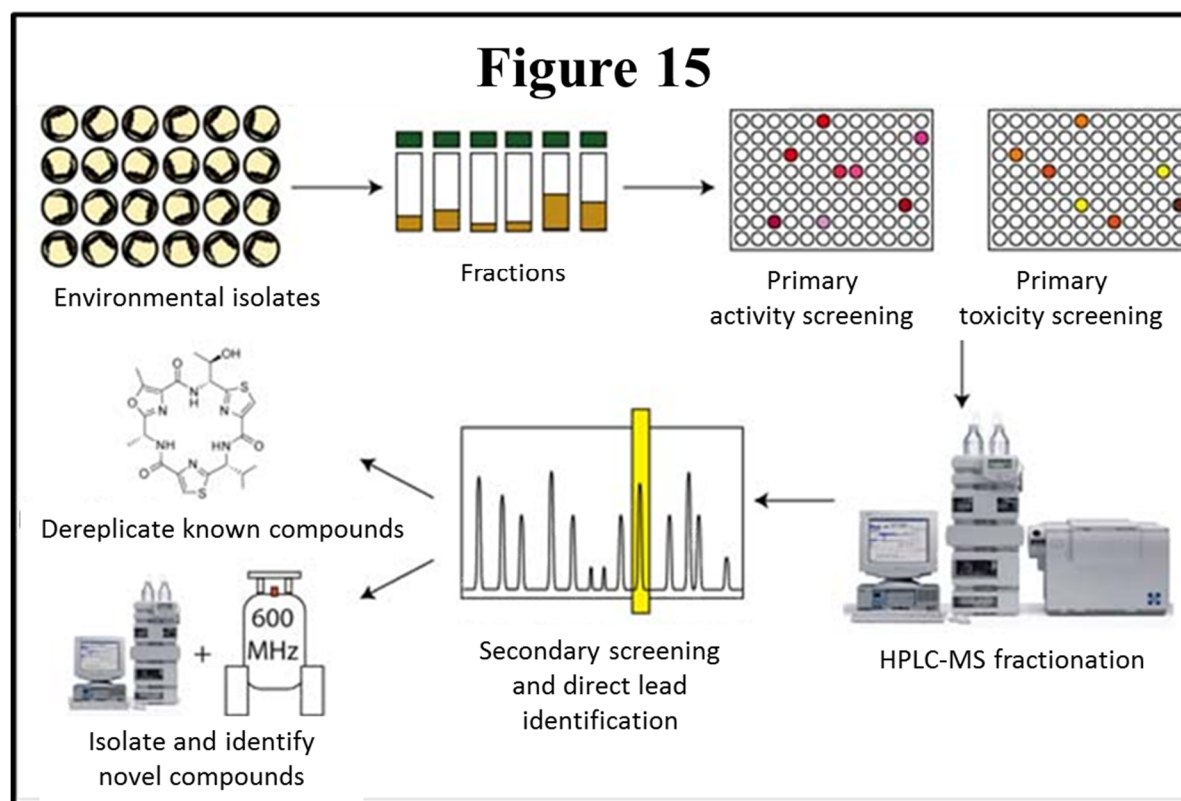 Figure 15
Environmental isolates
Fractions
Primary
activity screening
Primary
toxicity screening
OH
O
S
N
H
O
N
N
O
NH
HN
O
N
S
Dereplicate known compounds
600
MHz
+
Isolate and identify
novel compounds
Secondary screening
and direct lead
identification
HPLC-MS fractionation